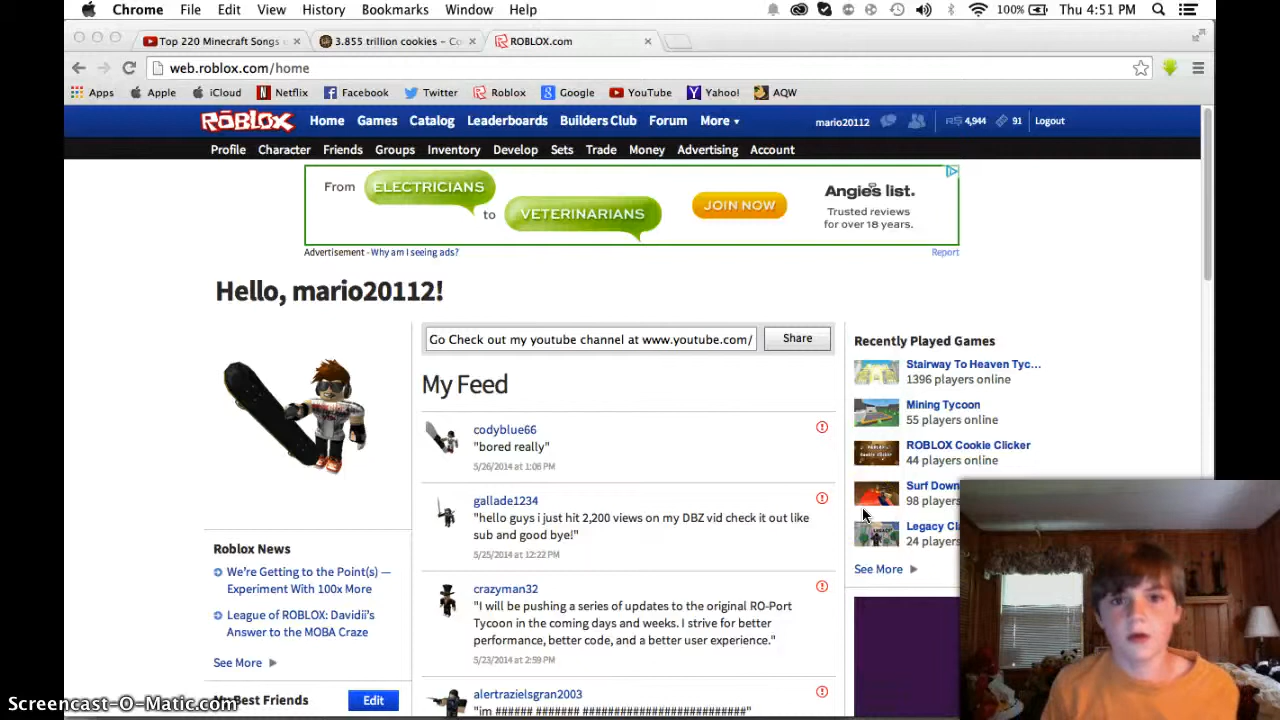 Chrome File Edit View History Bookmarks Window Help 100% Thu 4:51 PM
Top 220 Minecraft Songs 3.855 trillion cookies - Co ROBLOX.com
web.roblox.com/home
Apps Apple iCloud Netflix Facebook Twitter Roblox Google YouTube Yahoo! AQW
ROBLOX Home Games Catalog Leaderboards Builders Club Forum More mario20112 R$ 4,944 91 Logout
Profile Character Friends Groups Inventory Develop Sets Trade Money Advertising Account
From ELECTRICIANS to VETERINARIANS JOIN NOW
Angie's list.
Trusted reviews
for over 18 years.
Advertisement - Why am I seeing ads? Report
Hello, mario20112!
Go Check out my youtube channel at www.youtube.com/ Share
My Feed
codyblue66
"bored really"
5/26/2014 at 1:06 PM
gallade1234
"hello guys i just hit 2,200 views on my DBZ vid check it out like
sub and good bye!"
5/25/2014 at 12:22 PM
crazyman32
"I will be pushing a series of updates to the original RO-Port
Tycoon in the coming days and weeks. I strive for better
performance, better code, and a better user experience."
5/23/2014 at 2:59 PM
alertrazielsgran2003
"im ###### ####### #########################"
Recently Played Games
Stairway To Heaven Tyc...
1396 players online
Mining Tycoon
55 players online
ROBLOX Cookie Clicker
44 players online
Surf Down
98 players
Legacy Cla
24 players
See More
Roblox News
We're Getting to the Point(s) —
Experiment With 100x More
League of ROBLOX: Davidii's
Answer to the MOBA Craze
See More
My Best Friends Edit
Screencast-O-Matic.com